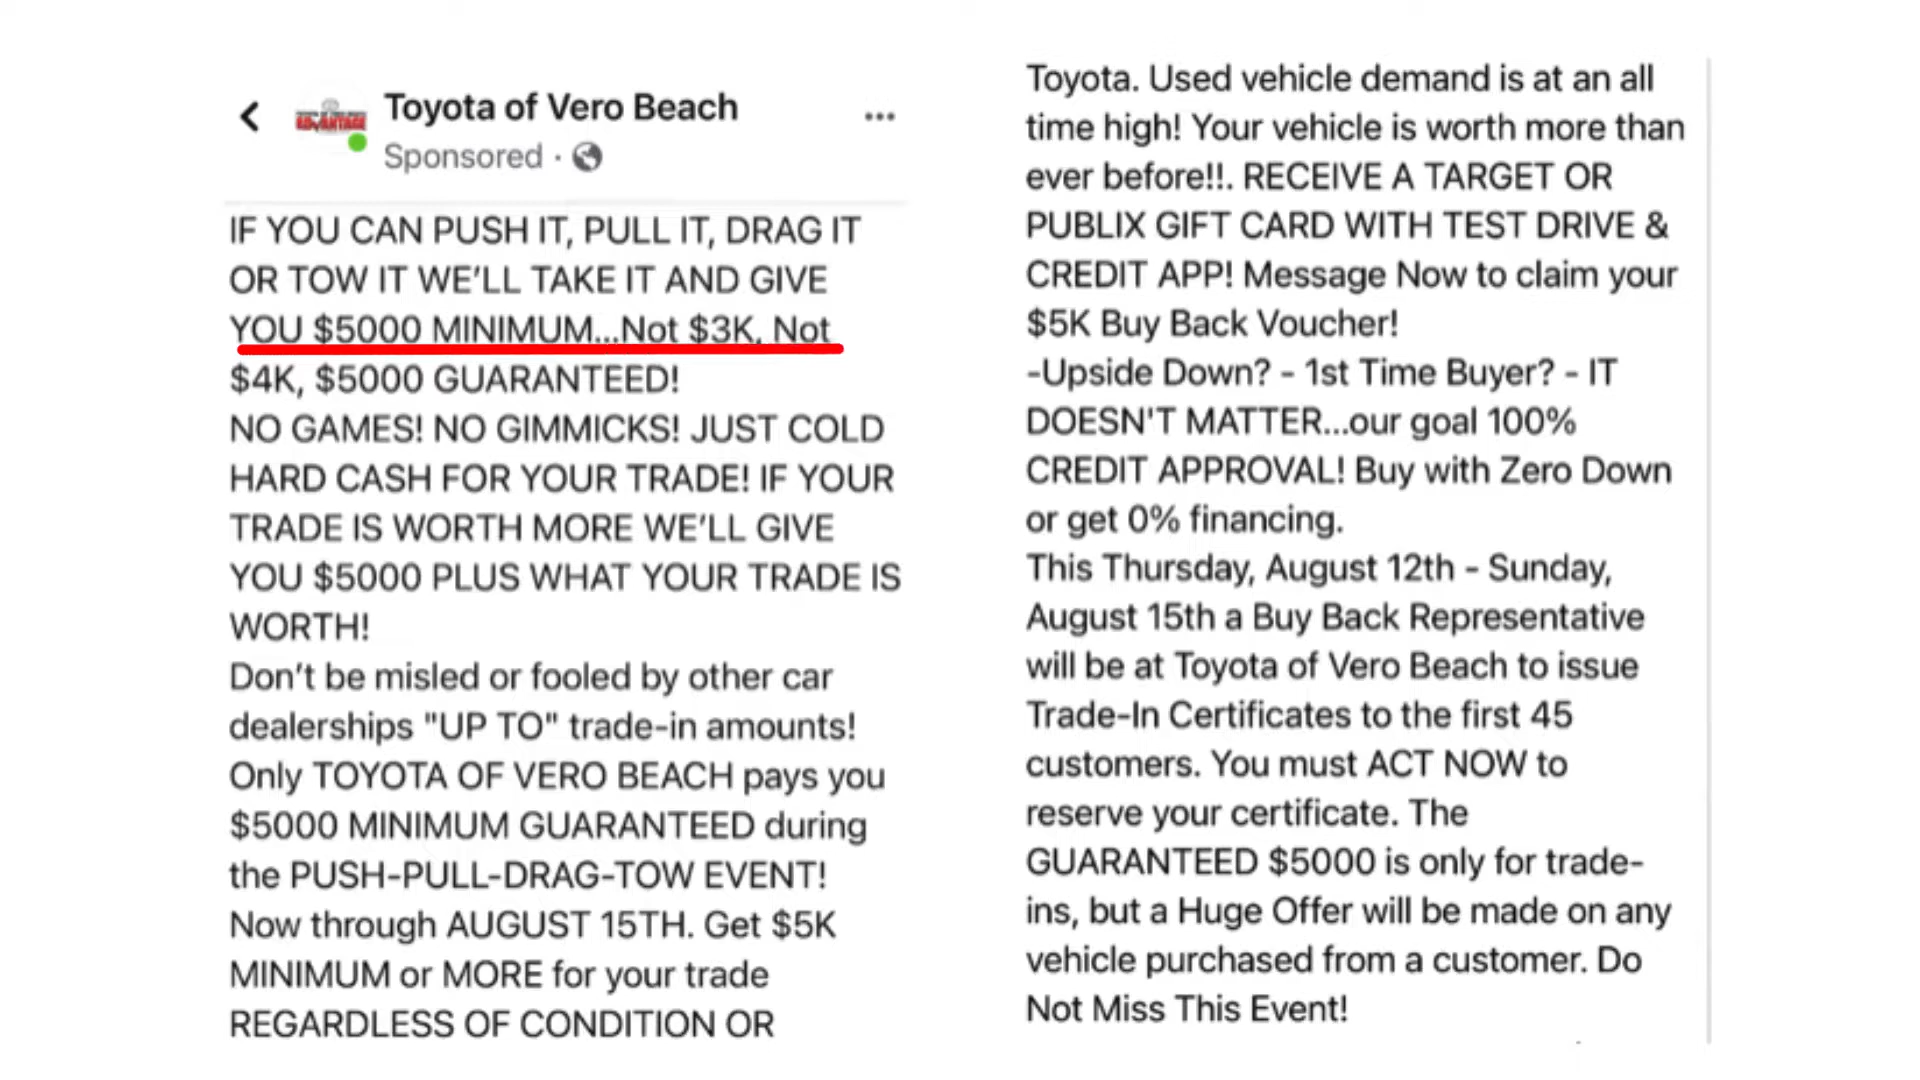 Toyota of Vero Beach
Sponsored ·
IF YOU CAN PUSH IT, PULL IT, DRAG IT
OR TOW IT WE'LL TAKE IT AND GIVE
YOU $5000 MINIMUM...Not $3K, Not
$4K, $5000 GUARANTEED!
NO GAMES! NO GIMMICKS! JUST COLD
HARD CASH FOR YOUR TRADE! IF YOUR
TRADE IS WORTH MORE WE'LL GIVE
YOU $5000 PLUS WHAT YOUR TRADE IS
WORTH!
Don't be misled or fooled by other car
dealerships "UP TO" trade-in amounts!
Only TOYOTA OF VERO BEACH pays you
$5000 MINIMUM GUARANTEED during
the PUSH-PULL-DRAG-TOW EVENT!
Now through AUGUST 15TH. Get $5K
MINIMUM or MORE for your trade
REGARDLESS OF CONDITION OR
Toyota. Used vehicle demand is at an all
time high! Your vehicle is worth more than
ever before!!. RECEIVE A TARGET OR
PUBLIX GIFT CARD WITH TEST DRIVE &
CREDIT APP! Message Now to claim your
$5K Buy Back Voucher!
-Upside Down? - 1st Time Buyer? - IT
DOESN'T MATTER...our goal 100%
CREDIT APPROVAL! Buy with Zero Down
or get 0% financing.
This Thursday, August 12th - Sunday,
August 15th a Buy Back Representative
will be at Toyota of Vero Beach to issue
Trade-In Certificates to the first 45
customers. You must ACT NOW to
reserve your certificate. The
GUARANTEED $5000 is only for trade-
ins, but a Huge Offer will be made on any
vehicle purchased from a customer. Do
Not Miss This Event!